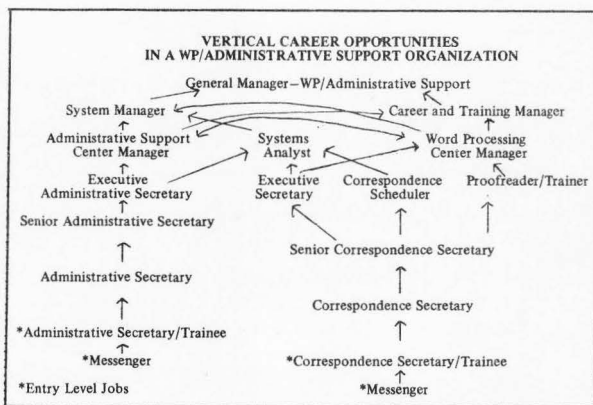 VERTICAL CAREER OPPORTUNITIES
IN A WP/ADMINISTRATIVE SUPPORT ORGANIZATION
General Manager–WP/Administrative Support
System Manager
Career and Training Manager
Administrative Support
Center Manager
Systems
Analyst
Word Processing
Center Manager
Executive
Administrative Secretary
Executive
Secretary
Correspondence
Scheduler
Proofreader/Trainer
Senior Administrative Secretary
Senior Correspondence Secretary
Administrative Secretary
Correspondence Secretary
*Administrative Secretary/Trainee
*Correspondence Secretary/Trainee
*Messenger
*Messenger
*Entry Level Jobs